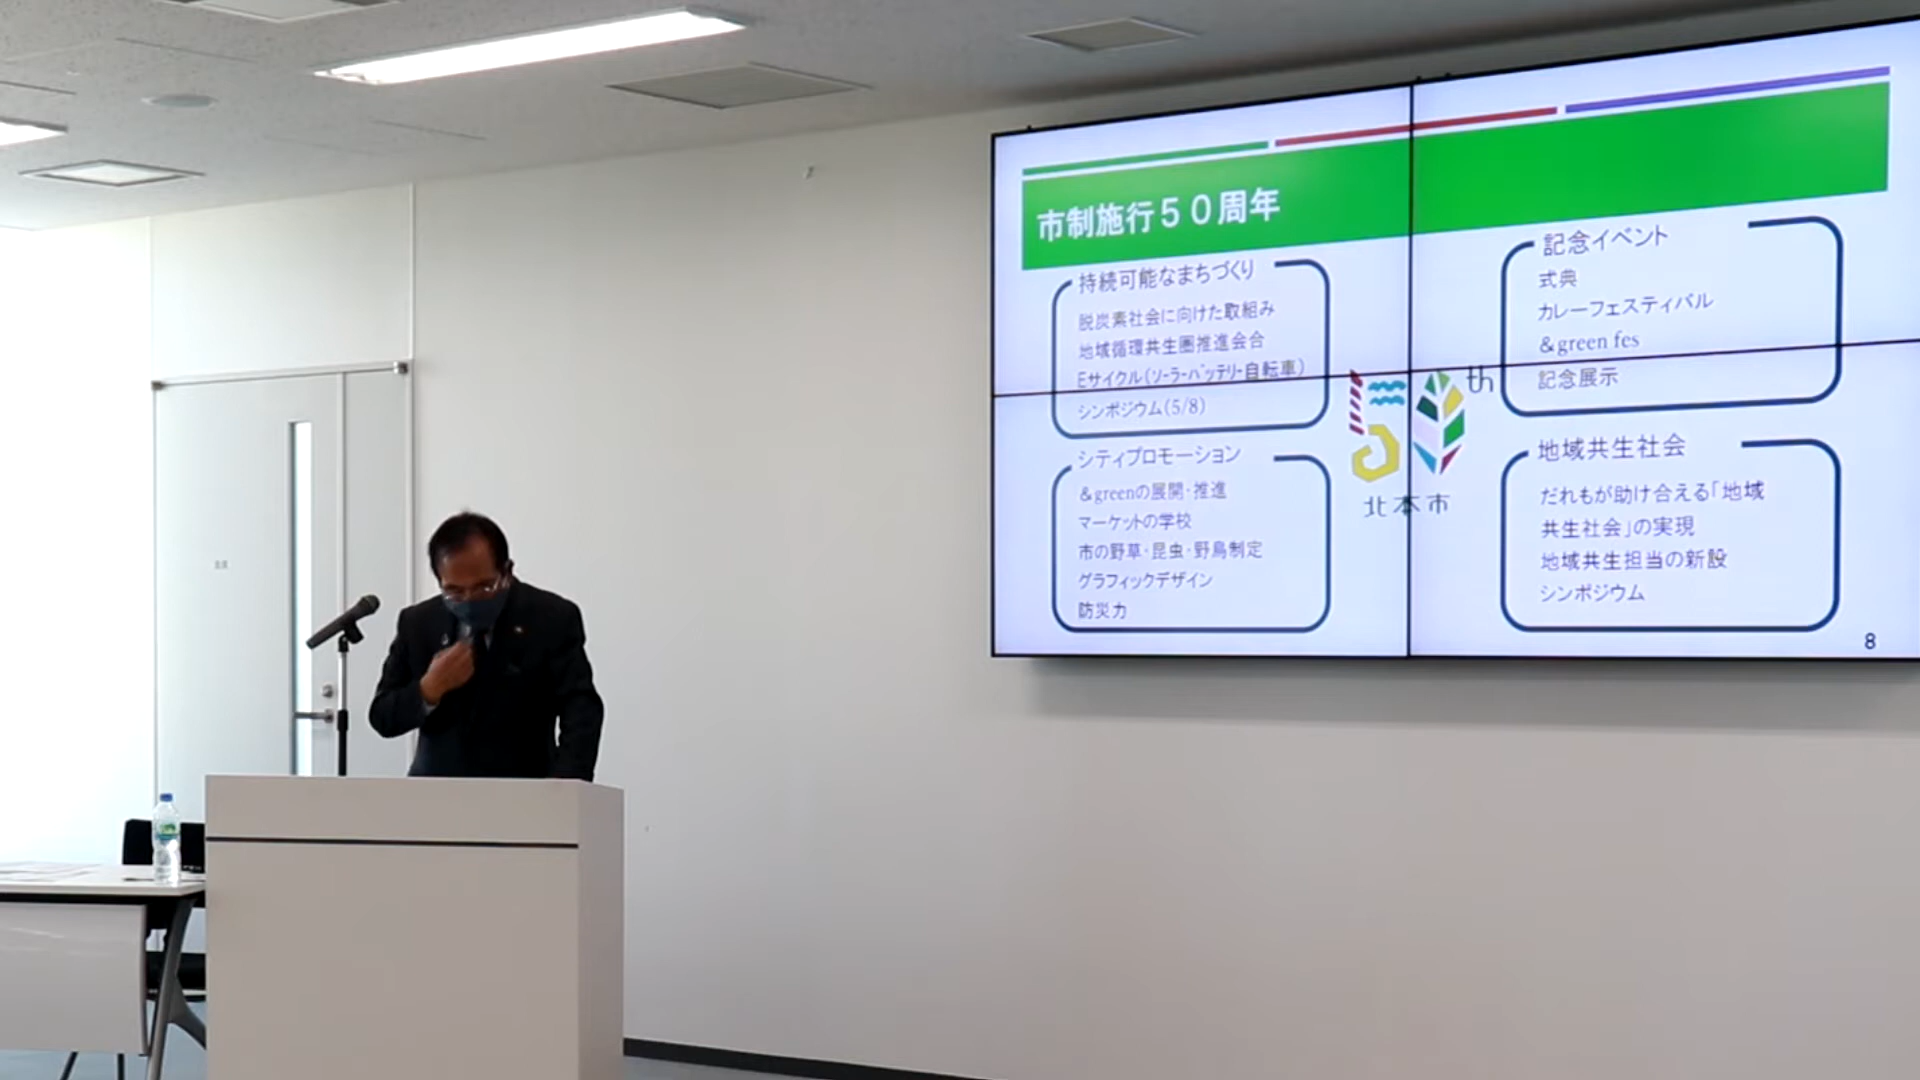 市制施行５０周年
持続可能なまちづくり
脱炭素社会に向けた取組み
地域循環共生圏推進会合
Eサイクル(ｿｰﾗｰﾊﾞｯﾃﾘｰ自転車)
シンポジウム(5/8)
シティプロモーション
＆greenの展開・推進
マーケットの学校
市の野草・昆虫・野鳥制定
グラフィックデザイン
防災力
50th
北本市
記念イベント
式典
カレーフェスティバル
＆green fes
記念展示
地域共生社会
だれもが助け合える「地域
共生社会」の実現
地域共生担当の新設
シンポジウム
8